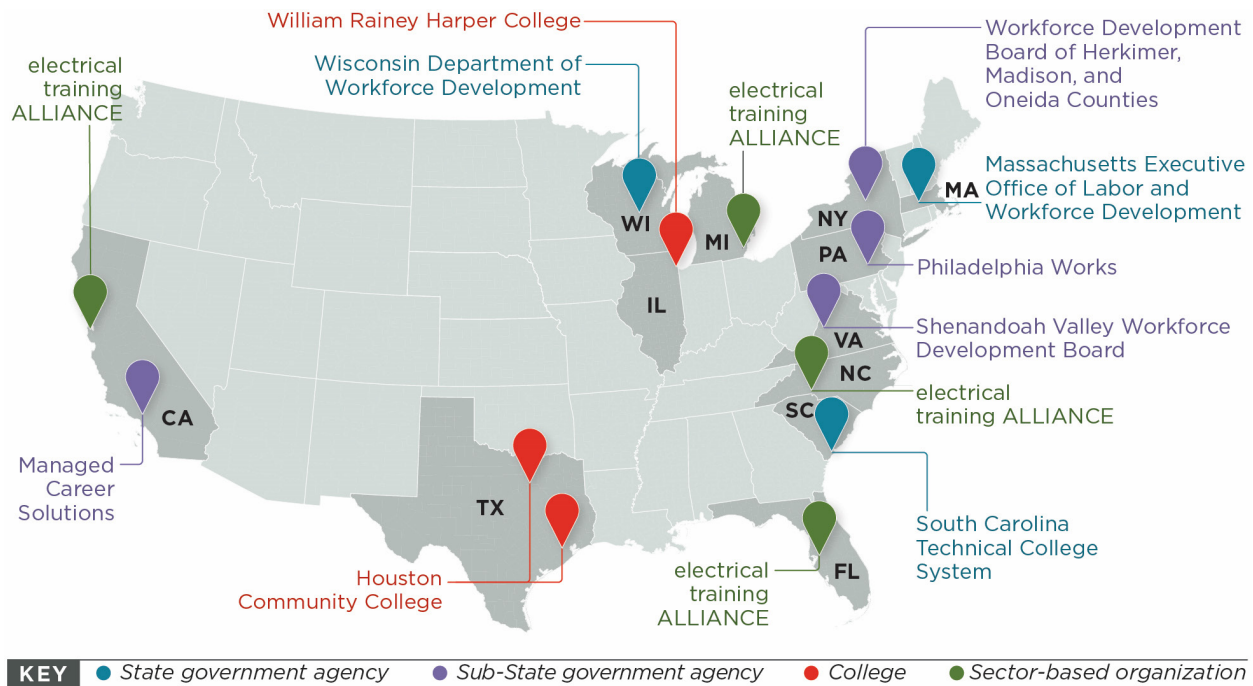 William Rainey Harper College
Wisconsin Department of
Workforce Development
electrical
training
ALLIANCE
electrical
training
ALLIANCE
Workforce Development
Board of Herkimer,
Madison, and
Oneida Counties
Massachusetts Executive
Office of Labor and
Workforce Development
MA
WI
MI
NY
PA
Philadelphia Works
IL
VA
Shenandoah Valley Workforce
Development Board
NC
electrical
training ALLIANCE
SC
CA
Managed
Career
Solutions
TX
South Carolina
Technical College
System
Houston
Community College
electrical
training
ALLIANCE
FL
KEY
State government agency
Sub-State government agency
College
Sector-based organization